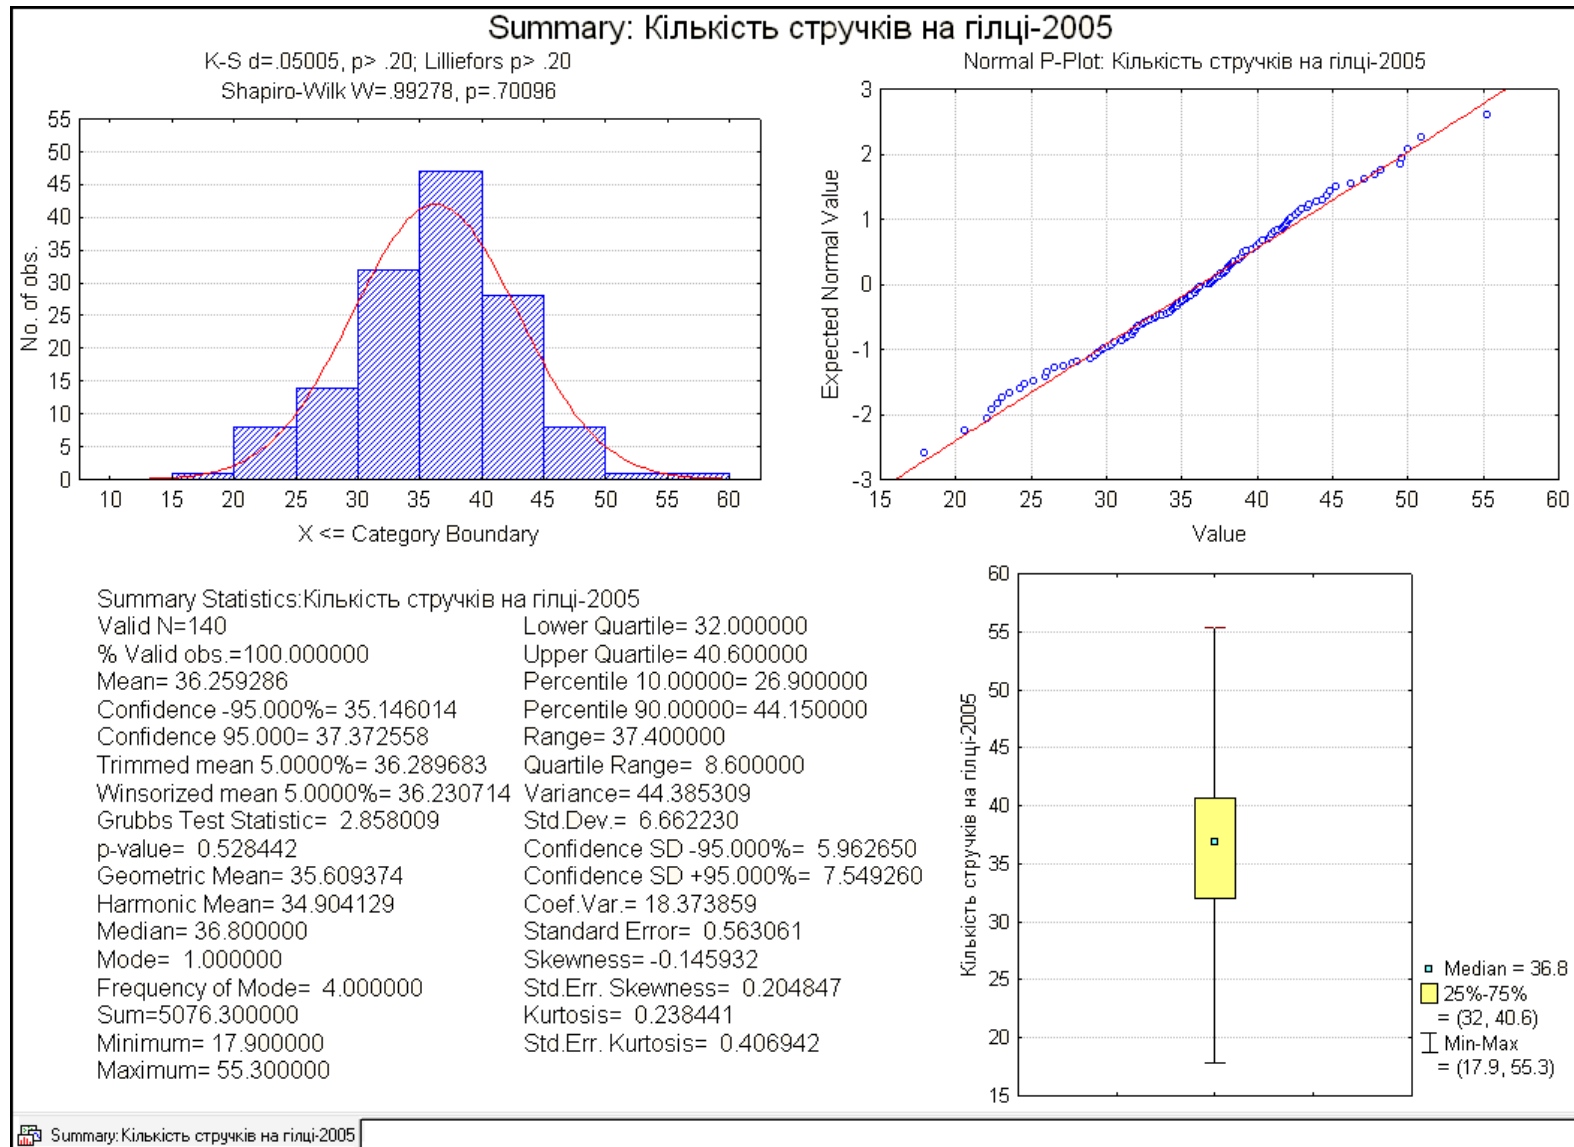 Summary: Кількість стручків на гілці-2005
K-S d=.05005, p> .20; Lilliefors p> .20
Shapiro-Wilk W=.99278, p=.70096
55
50
45
40
35
30
25
20
15
10
5
0
No. of obs.
10 15 20 25 30 35 40 45 50 55 60
X <= Category Boundary
Normal P-Plot: Кількість стручків на гілці-2005
3
2
1
0
-1
-2
-3
Expected Normal Value
15 20 25 30 35 40 45 50 55 60
Value
Summary Statistics:Кількість стручків на гілці-2005
Valid N=140
% Valid obs.=100.000000
Mean= 36.259286
Confidence -95.000%= 35.146014
Confidence 95.000= 37.372558
Trimmed mean 5.0000%= 36.289683
Winsorized mean 5.0000%= 36.230714
Grubbs Test Statistic= 2.858009
p-value= 0.528442
Geometric Mean= 35.609374
Harmonic Mean= 34.904129
Median= 36.800000
Mode= 1.000000
Frequency of Mode= 4.000000
Sum=5076.300000
Minimum= 17.900000
Maximum= 55.300000
Lower Quartile= 32.000000
Upper Quartile= 40.600000
Percentile 10.00000= 26.900000
Percentile 90.00000= 44.150000
Range= 37.400000
Quartile Range= 8.600000
Variance= 44.385309
Std.Dev.= 6.662230
Confidence SD -95.000%= 5.962650
Confidence SD +95.000%= 7.549260
Coef.Var.= 18.373859
Standard Error= 0.563061
Skewness= -0.145932
Std.Err. Skewness= 0.204847
Kurtosis= 0.238441
Std.Err. Kurtosis= 0.406942
60
55
50
45
40
35
30
25
20
15
Кількість стручків на гілці-2005
Median = 36.8
25%-75%
= (32, 40.6)
Min-Max
= (17.9, 55.3)
Summary: Кількість стручків на гілці-2005